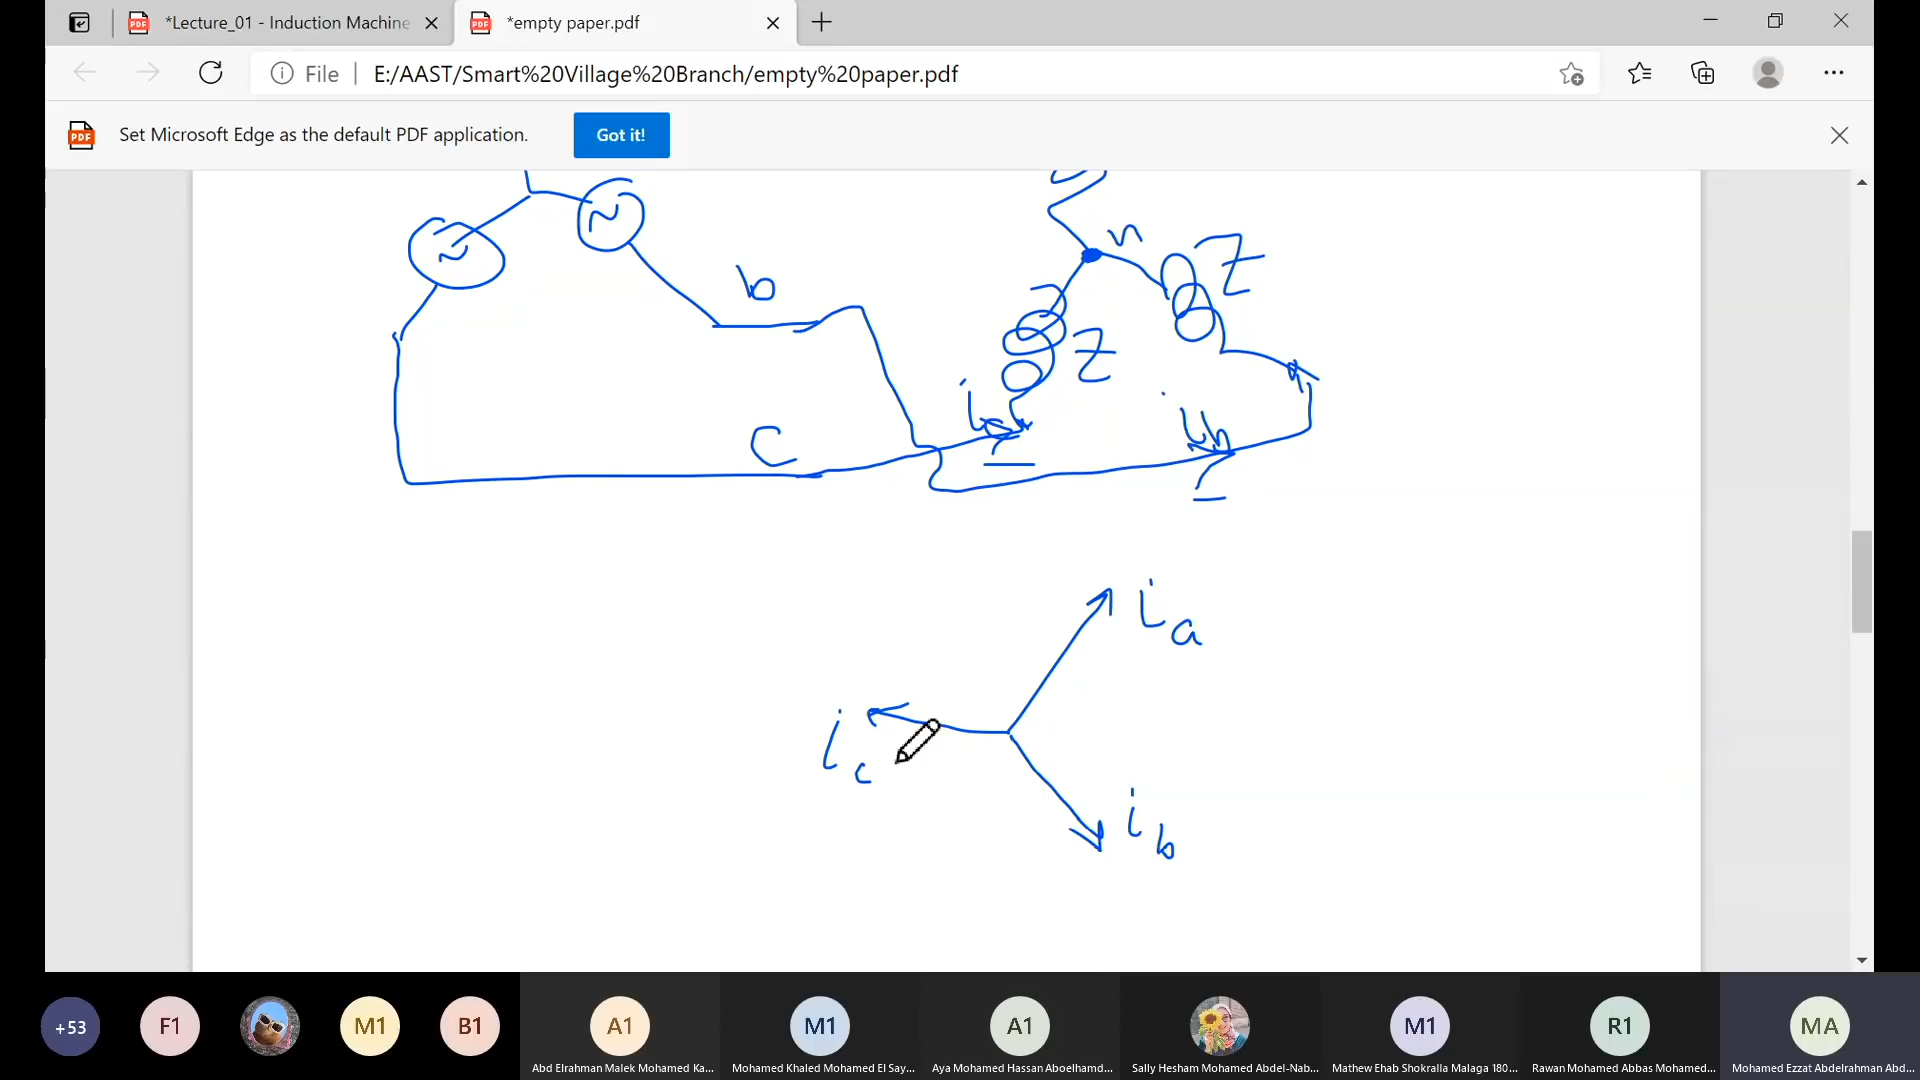 *Lecture_01 - Induction Machine
*empty paper.pdf
File
E:/AAST/Smart%20Village%20Branch/empty%20paper.pdf
Set Microsoft Edge as the default PDF application.
Got it!
n
Z
b
Z
C
i
ia
ic
ib
+53
F1
M1
B1
A1
M1
A1
M1
R1
MA
Abd Elrahman Malek Mohamed Ka...
Mohamed Khaled Mohamed El Say...
Aya Mohamed Hassan Aboelhamd...
Sally Hesham Mohamed Abdel-Nab...
Mathew Ehab Shokralla Malaga 180...
Rawan Mohamed Abbas Mohamed...
Mohamed Ezzat Abdelrahman Abd...